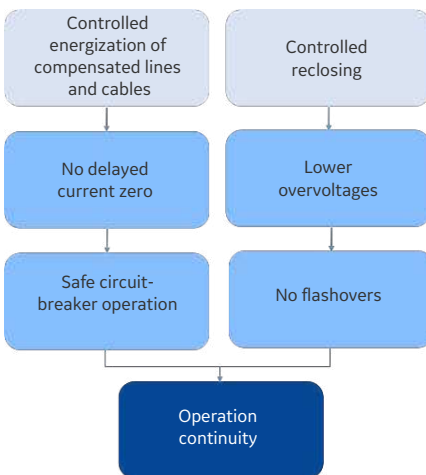 Controlled
energization of
compensated lines
and cables
Controlled
reclosing
No delayed
current zero
Lower
overvoltages
Safe circuit-
breaker operation
No flashovers
Operation
continuity